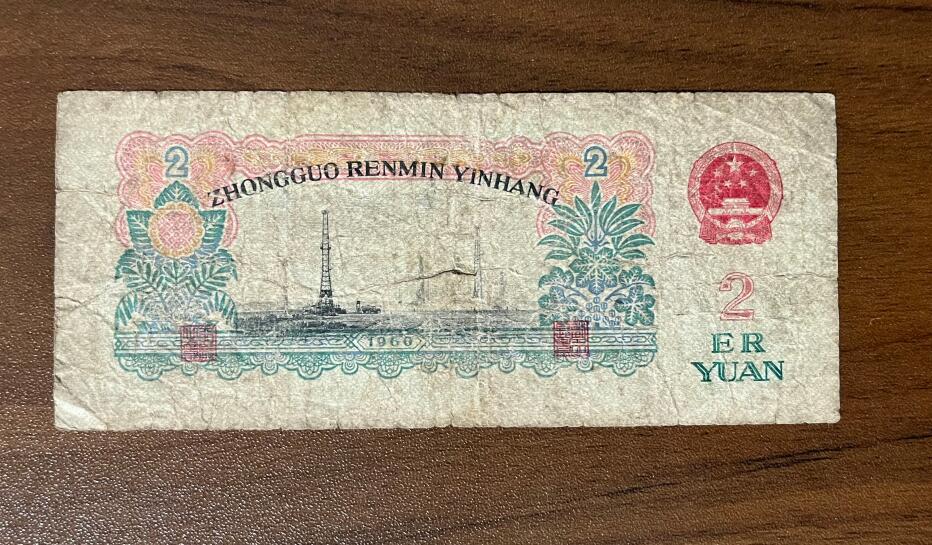 2 2
ZHONGGUO RENMIN YINHANG
1960
2
ER
YUAN